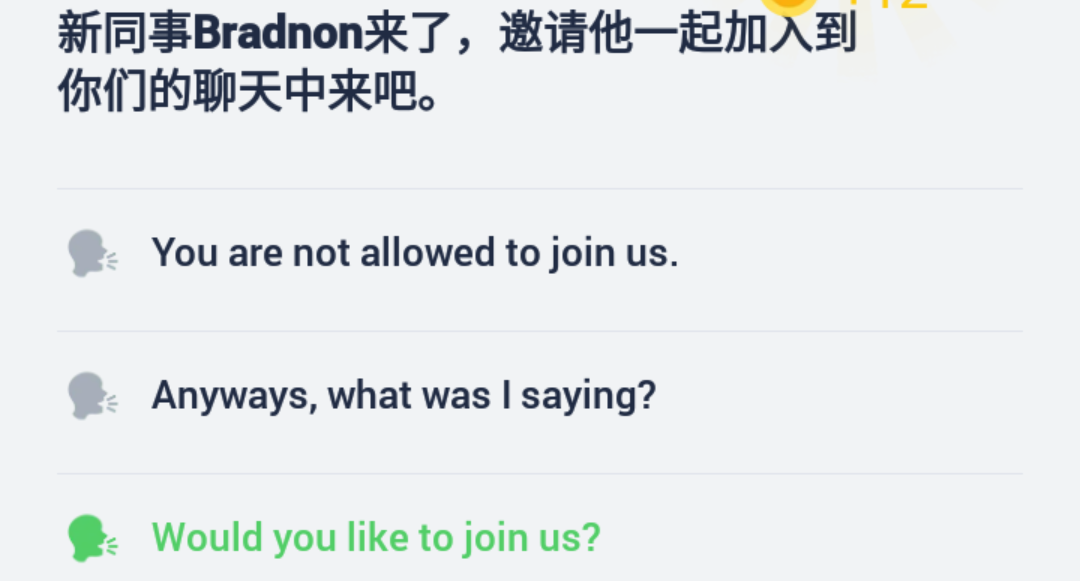 新同事Bradnon来了，邀请他一起加入到
你们的聊天中来吧。
You are not allowed to join us.
Anyways, what was I saying?
Would you like to join us?